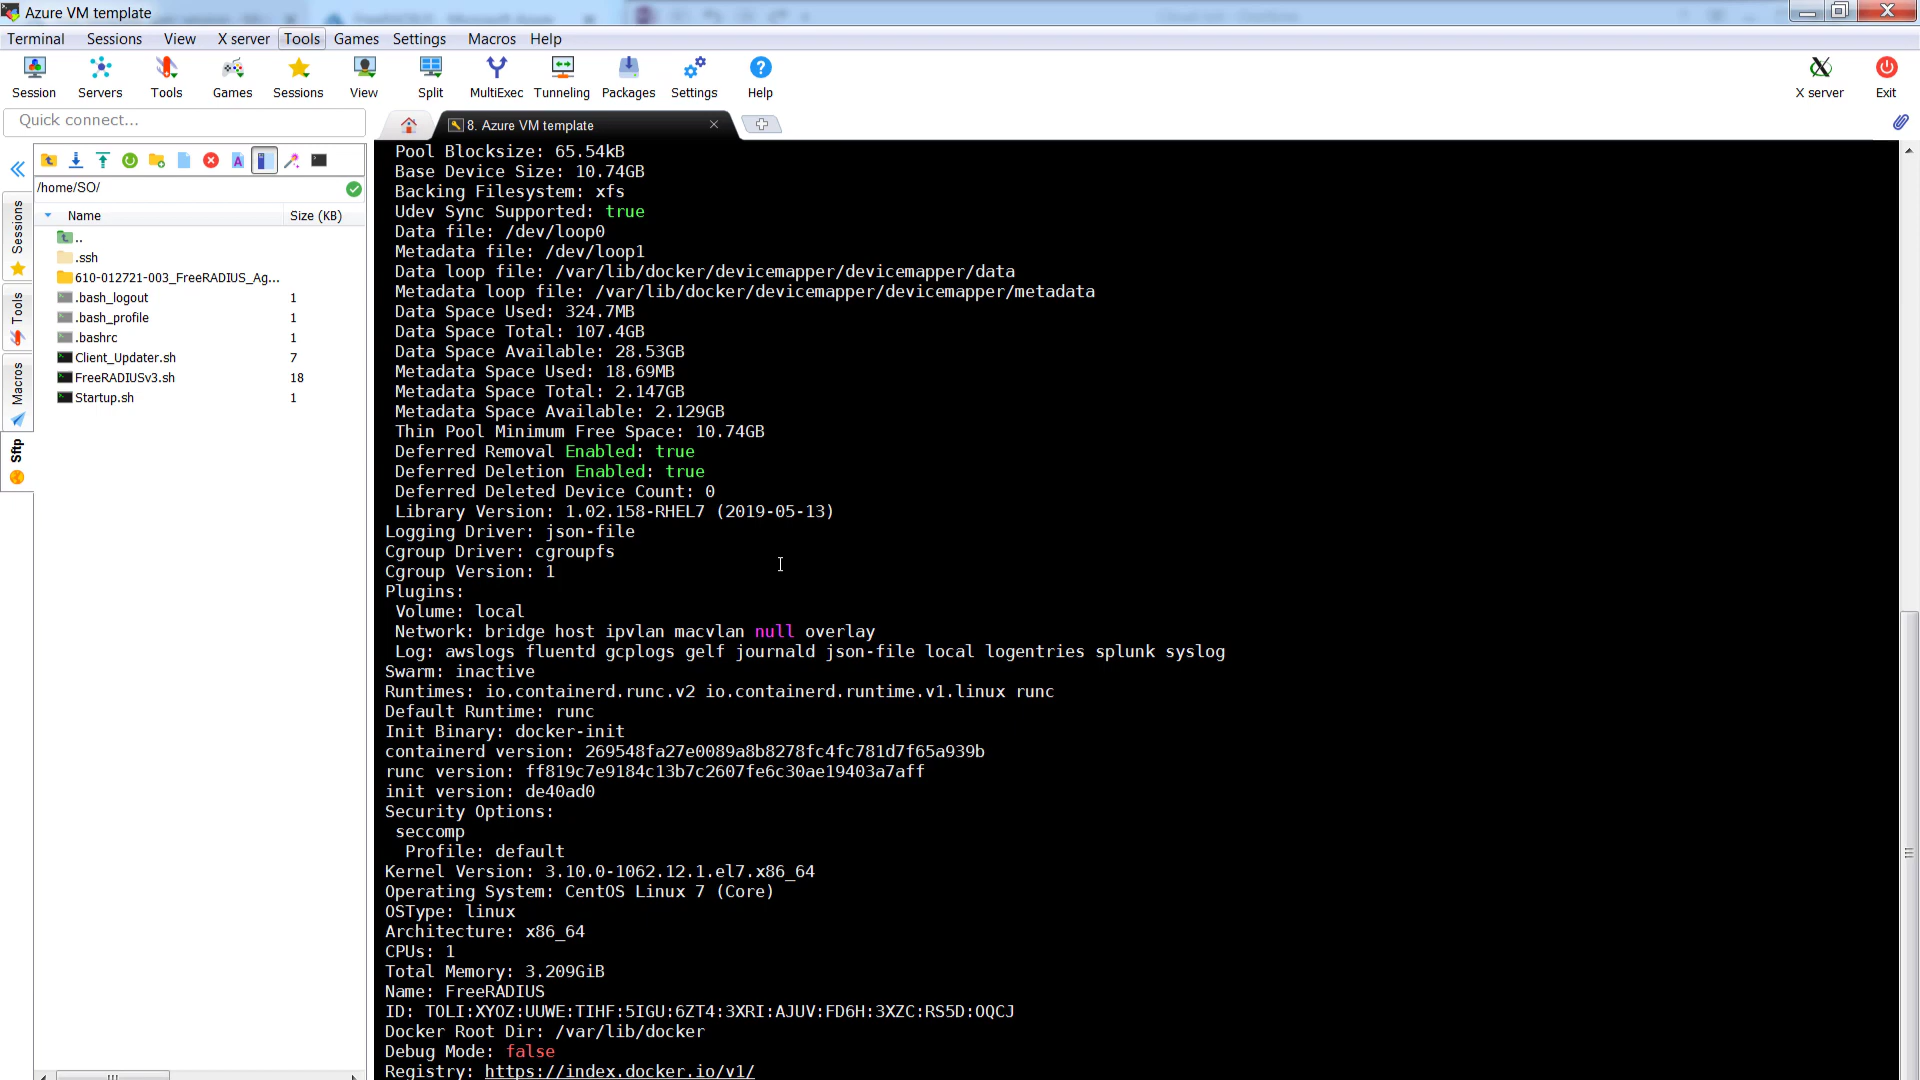 Azure VM template
Terminal Sessions View X server Tools Games Settings Macros Help
Session Servers Tools Games Sessions View Split MultiExec Tunneling Packages Settings Help X server Exit
Quick connect...
8. Azure VM template
/home/SO/
Name Size (KB)
..
.ssh
610-012721-003_FreeRADIUS_Ag...
.bash_logout 1
.bash_profile 1
.bashrc 1
Client_Updater.sh 7
FreeRADIUSv3.sh 18
Startup.sh 1
Sessions
Tools
Macros
Sftp
Pool Blocksize: 65.54kB
Base Device Size: 10.74GB
Backing Filesystem: xfs
Udev Sync Supported: true
Data file: /dev/loop0
Metadata file: /dev/loop1
Data loop file: /var/lib/docker/devicemapper/devicemapper/data
Metadata loop file: /var/lib/docker/devicemapper/devicemapper/metadata
Data Space Used: 324.7MB
Data Space Total: 107.4GB
Data Space Available: 28.53GB
Metadata Space Used: 18.69MB
Metadata Space Total: 2.147GB
Metadata Space Available: 2.129GB
Thin Pool Minimum Free Space: 10.74GB
Deferred Removal Enabled: true
Deferred Deletion Enabled: true
Deferred Deleted Device Count: 0
Library Version: 1.02.158-RHEL7 (2019-05-13)
Logging Driver: json-file
Cgroup Driver: cgroupfs
Cgroup Version: 1
Plugins:
Volume: local
Network: bridge host ipvlan macvlan null overlay
Log: awslogs fluentd gcplogs gelf journald json-file local logentries splunk syslog
Swarm: inactive
Runtimes: io.containerd.runc.v2 io.containerd.runtime.v1.linux runc
Default Runtime: runc
Init Binary: docker-init
containerd version: 269548fa27e0089a8b8278fc4fc781d7f65a939b
runc version: ff819c7e9184c13b7c2607fe6c30ae19403a7aff
init version: de40ad0
Security Options:
seccomp
Profile: default
Kernel Version: 3.10.0-1062.12.1.el7.x86_64
Operating System: CentOS Linux 7 (Core)
OSType: linux
Architecture: x86_64
CPUs: 1
Total Memory: 3.209GiB
Name: FreeRADIUS
ID: TOLI:XYOZ:UUWE:TIHF:5IGU:6ZT4:3XRI:AJUV:FD6H:3XZC:RS5D:OQCJ
Docker Root Dir: /var/lib/docker
Debug Mode: false
Registry: https://index.docker.io/v1/